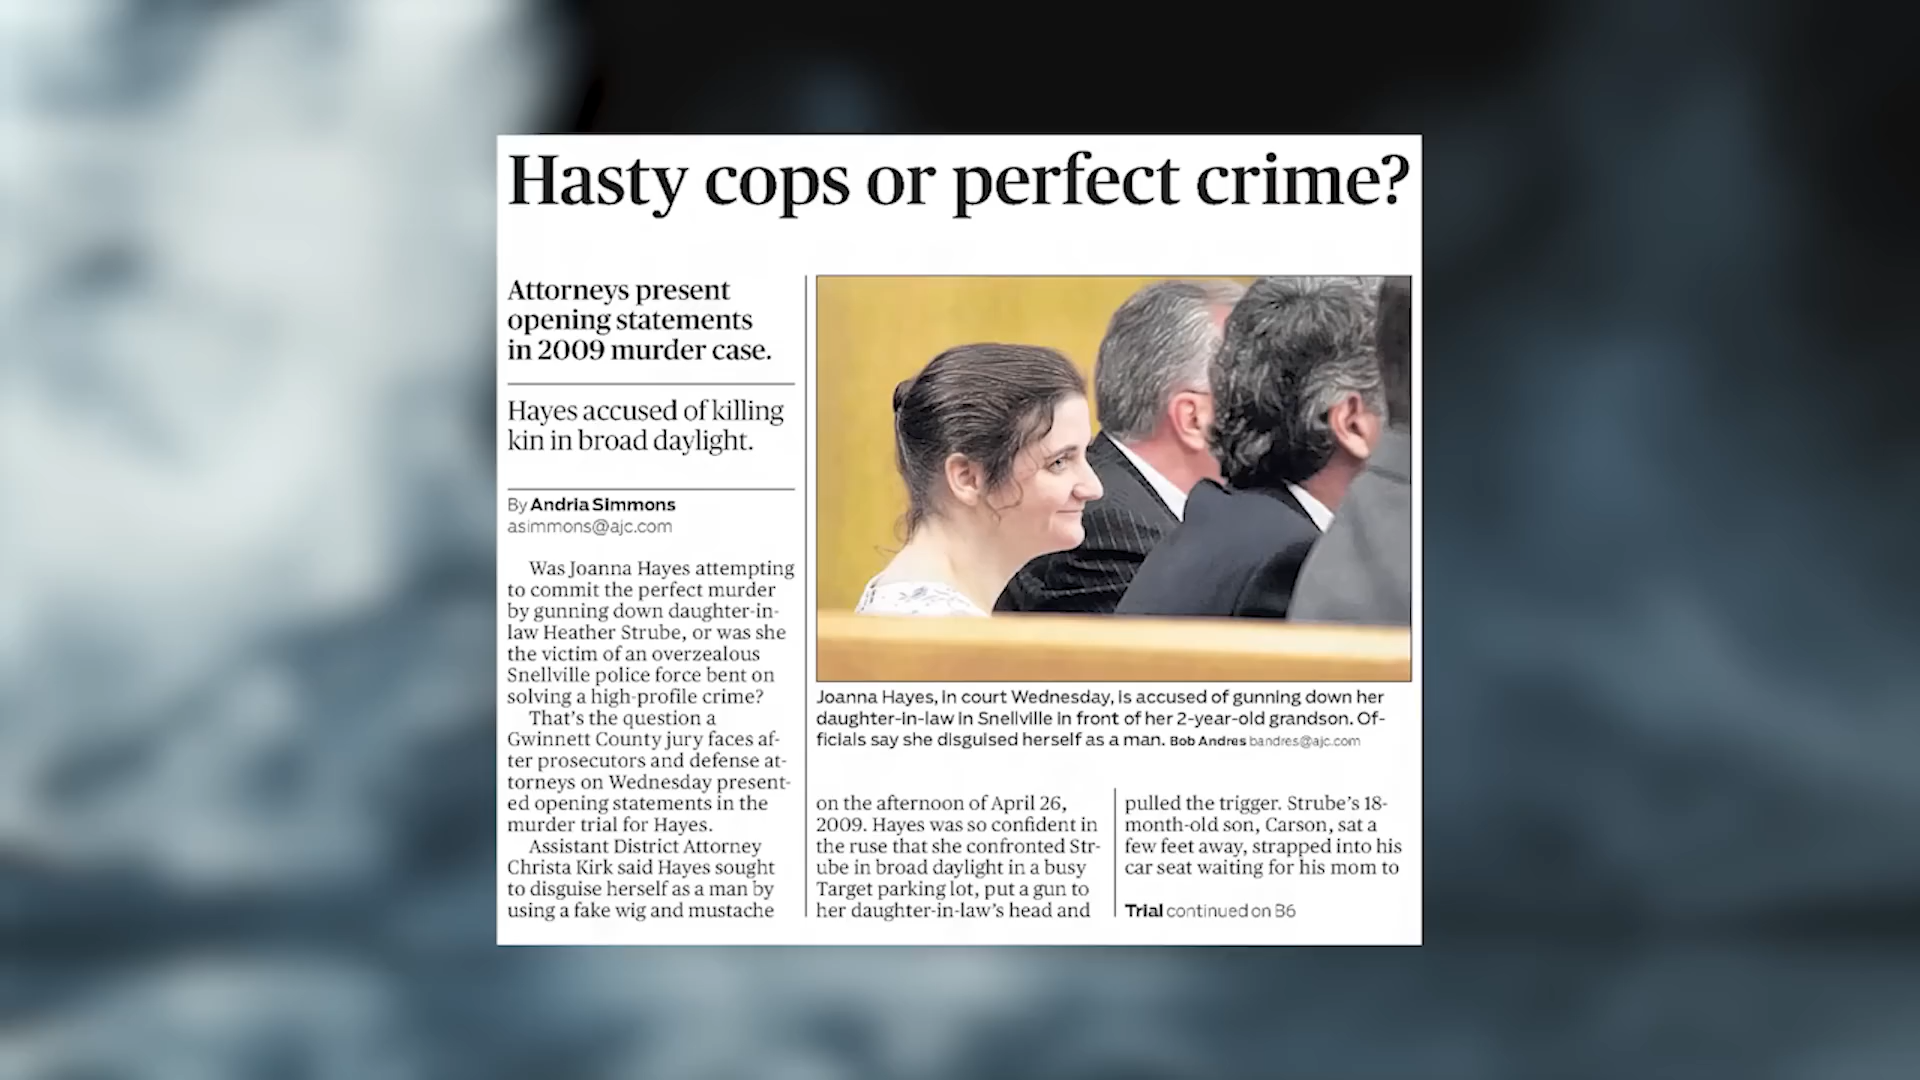 Hasty cops or perfect crime?
Attorneys present
opening statements
in 2009 murder case.
Hayes accused of killing
kin in broad daylight.
By Andria Simmons
asimmons@ajc.com
Was Joanna Hayes attempting
to commit the perfect murder
by gunning down daughter-in-
law Heather Strube, or was she
the victim of an overzealous
Snellville police force bent on
solving a high-profile crime?
That's the question a
Gwinnett County jury faces af-
ter prosecutors and defense at-
torneys on Wednesday present-
ed opening statements in the
murder trial for Hayes.
Assistant District Attorney
Christa Kirk said Hayes sought
to disguise herself as a man by
using a fake wig and mustache
Joanna Hayes, in court Wednesday, is accused of gunning down her
daughter-in-law in Snellville in front of her 2-year-old grandson. Of-
ficials say she disguised herself as a man. Bob Andres bandres@ajc.com
on the afternoon of April 26,
2009. Hayes was so confident in
the ruse that she confronted Str-
ube in broad daylight in a busy
Target parking lot, put a gun to
her daughter-in-law's head and
pulled the trigger. Strube's 18-
month-old son, Carson, sat a
few feet away, strapped into his
car seat waiting for his mom to
Trial continued on B6